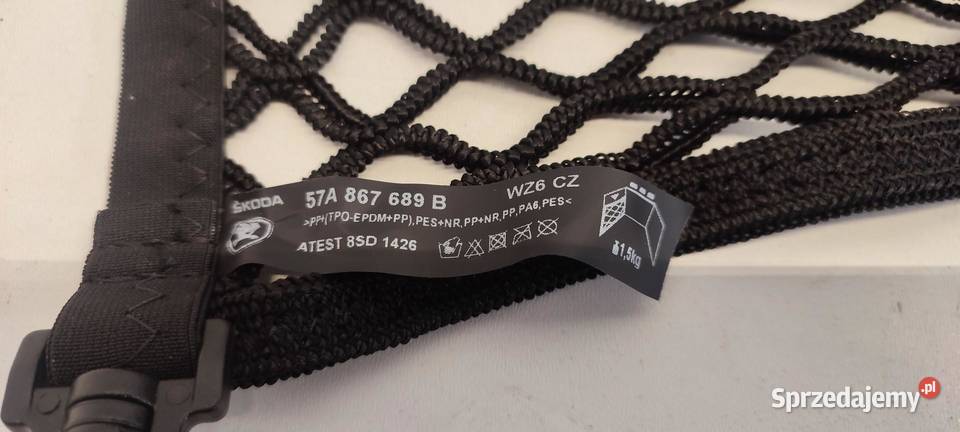 ŠKODA 57A 867 689 B WZ6 CZ
>PP+(TPO-EPDM+PP),PES+NR,PP+NR,PP,PA6,PES<
ATEST 8SD 1426
1,5kg
Sprzedajemy.pl